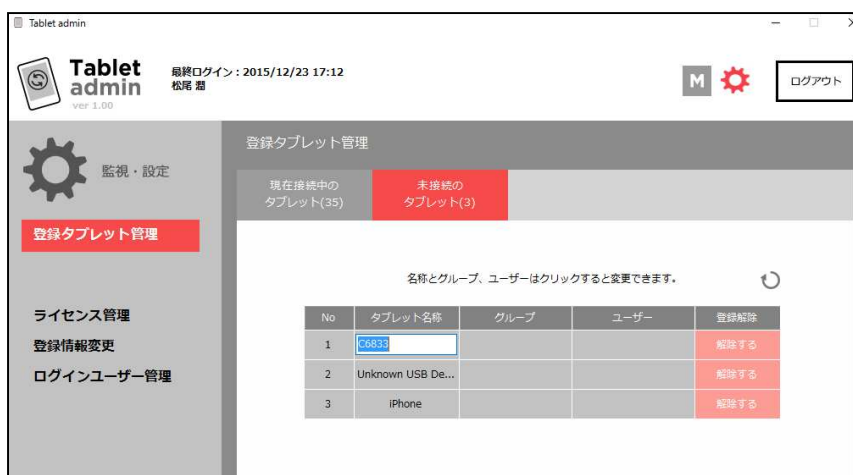 Tablet admin
Tablet
admin
ver 1.00
最終ログイン：2015/12/23 17:12
松尾 潤
M
ログアウト
監視・設定
登録タブレット管理
ライセンス管理
登録情報変更
ログインユーザー管理
登録タブレット管理
現在接続中の
タブレット(35)
未接続の
タブレット(3)
名称とグループ、ユーザーはクリックすると変更できます。
No タブレット名称 グループ ユーザー 登録解除
1 C6833 解除する
2 Unknown USB De... 解除する
3 iPhone 解除する